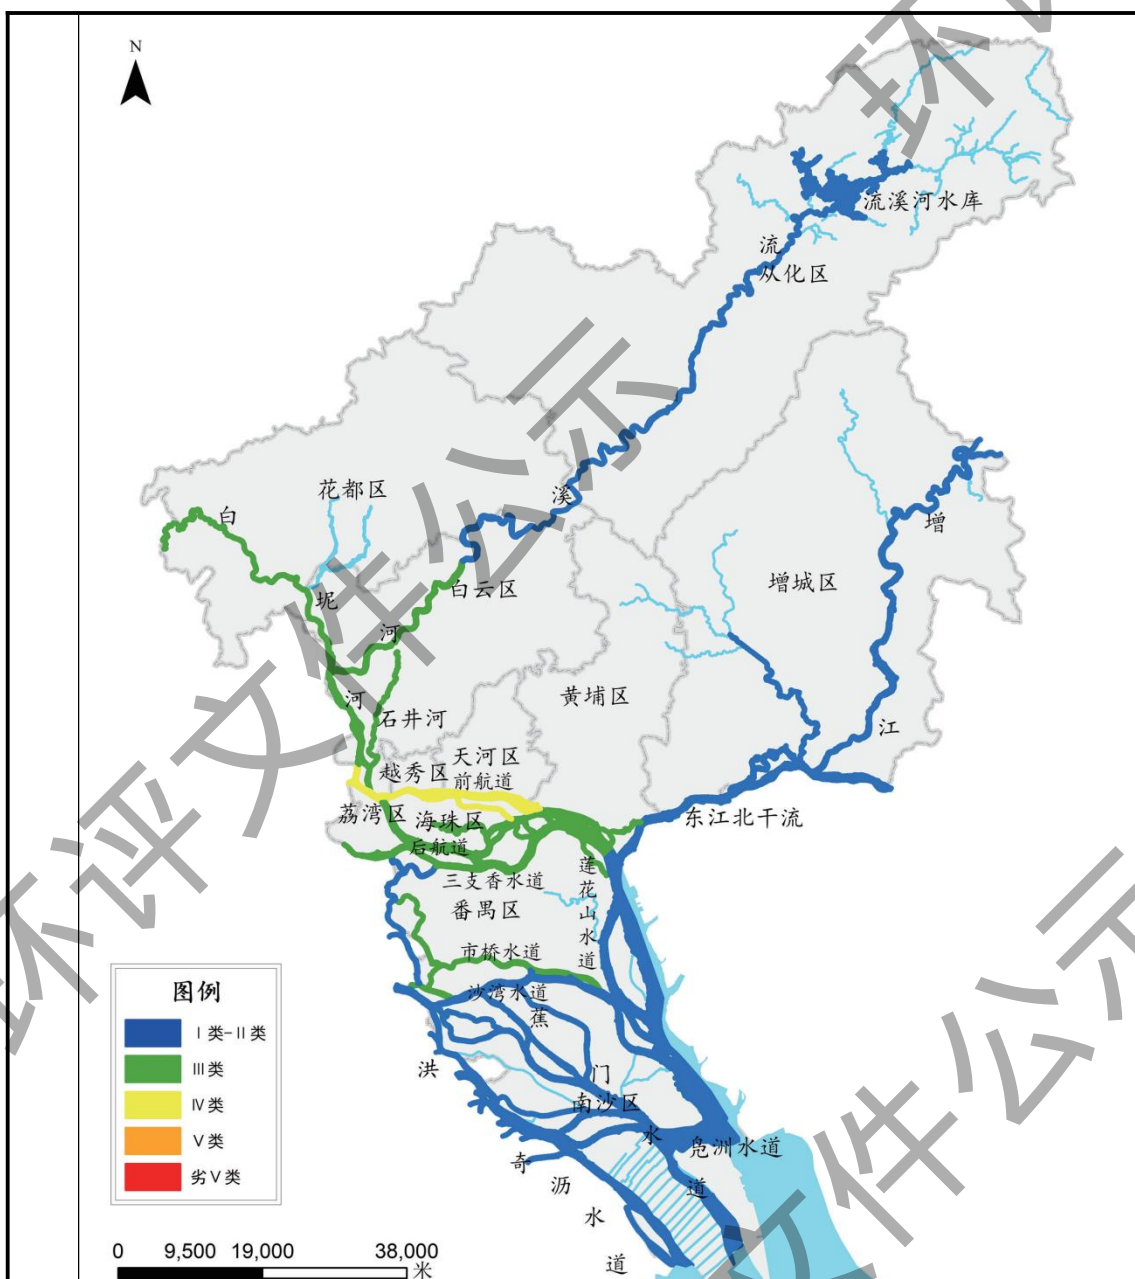 N
流溪河水库
流
从化区
花都区
溪
白
增
坭
白云区
增城区
河
河
石井河
黄埔区
江
天河区
越秀区
前航道
荔湾区
海珠区
东江北干流
后航道
三支香水道
莲花山水道
番禺区
市桥水道
沙湾水道
蕉
洪
门
南沙区
水
凫洲水道
奇
道
沥
水
道
图例
Ⅰ类-Ⅱ类
Ⅲ类
Ⅳ类
Ⅴ类
劣Ⅴ类
0 9,500 19,000 38,000
米
环评文件公示
环评文件公示